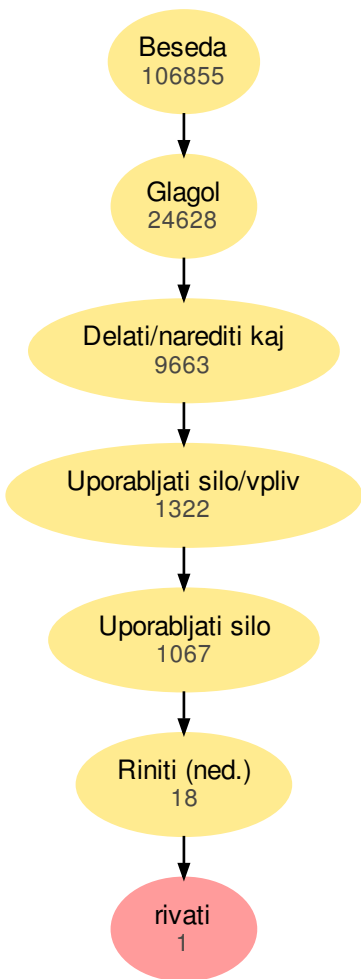 Beseda
106855
Glagol
24628
Delati/narediti kaj
9663
Uporabljati silo/vpliv
1322
Uporabljati silo
1067
Riniti (ned.)
18
rivati
1